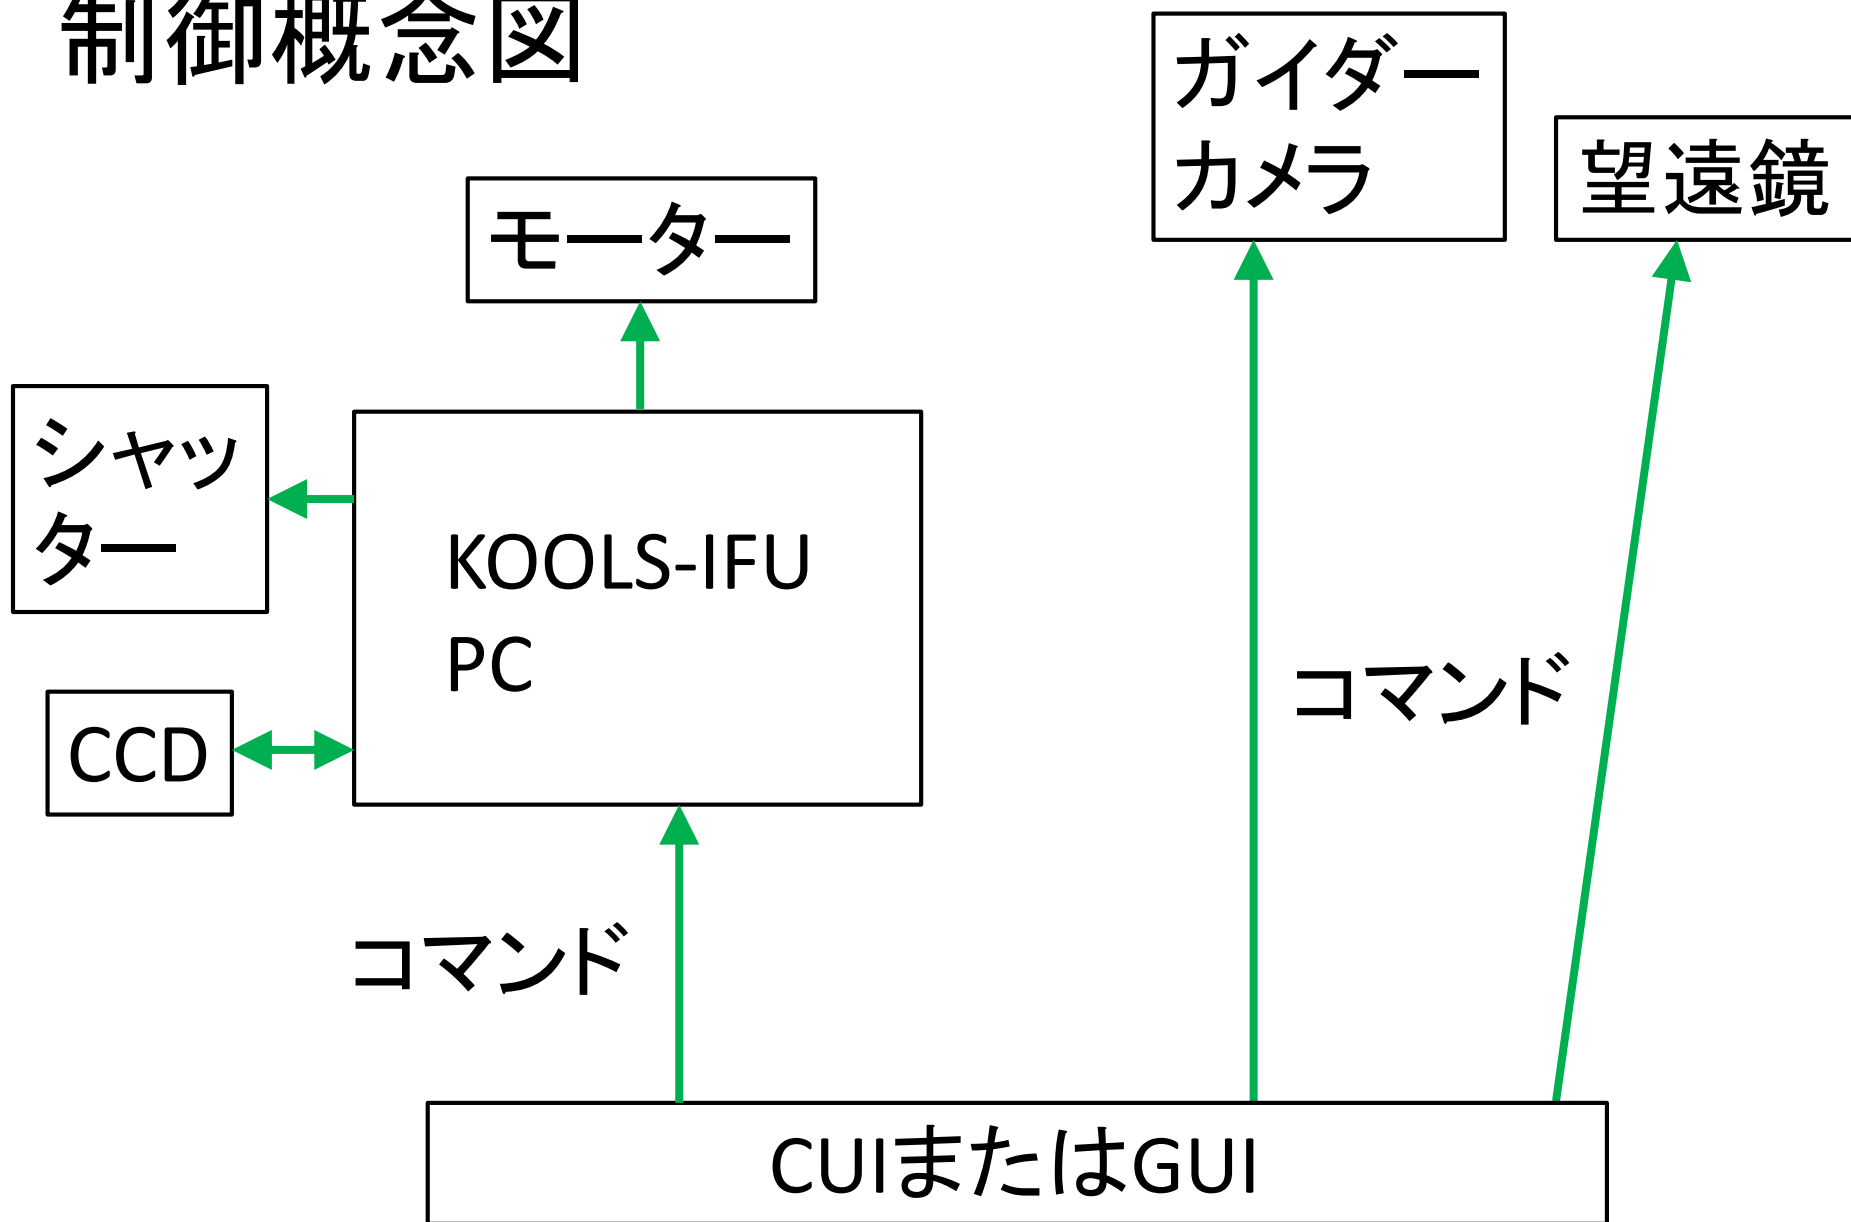 制御概念図
ガイダー
カメラ
望遠鏡
モーター
シャッ
ター
KOOLS-IFU
PC
CCD
コマンド
コマンド
CUIまたはGUI